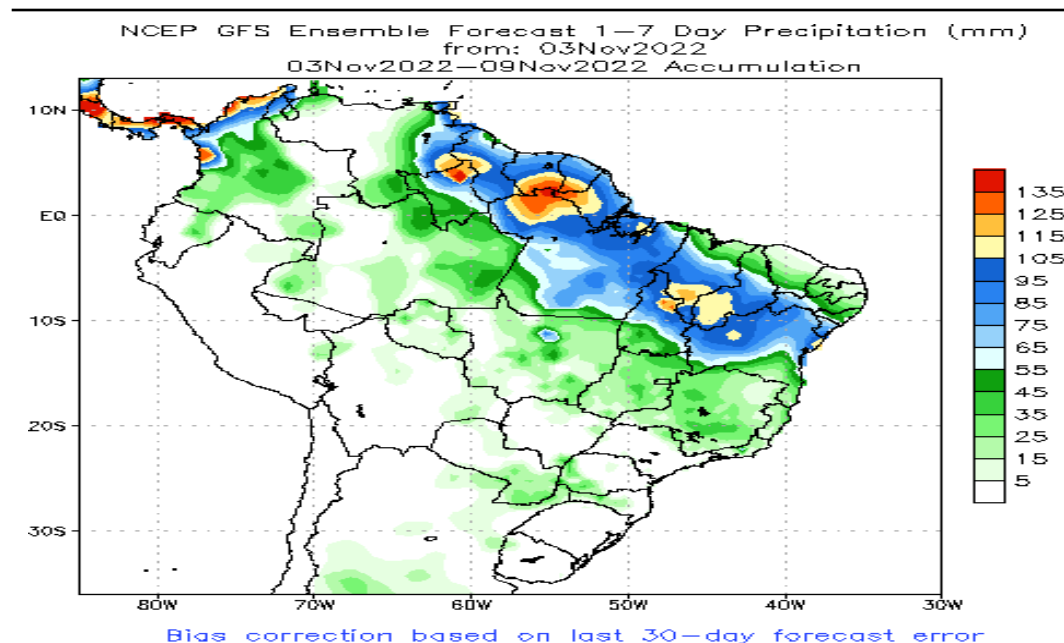 NCEP GFS Ensemble Forecast 1-7 Day Precipitation (mm)
from: 03Nov2022
03Nov2022-09Nov2022 Accumulation
10N
EQ
10S
20S
30S
80W 70W 60W 50W 40W 30W
135
125
115
105
95
85
75
65
55
45
35
25
15
5
Bias correction based on last 30-day forecast error